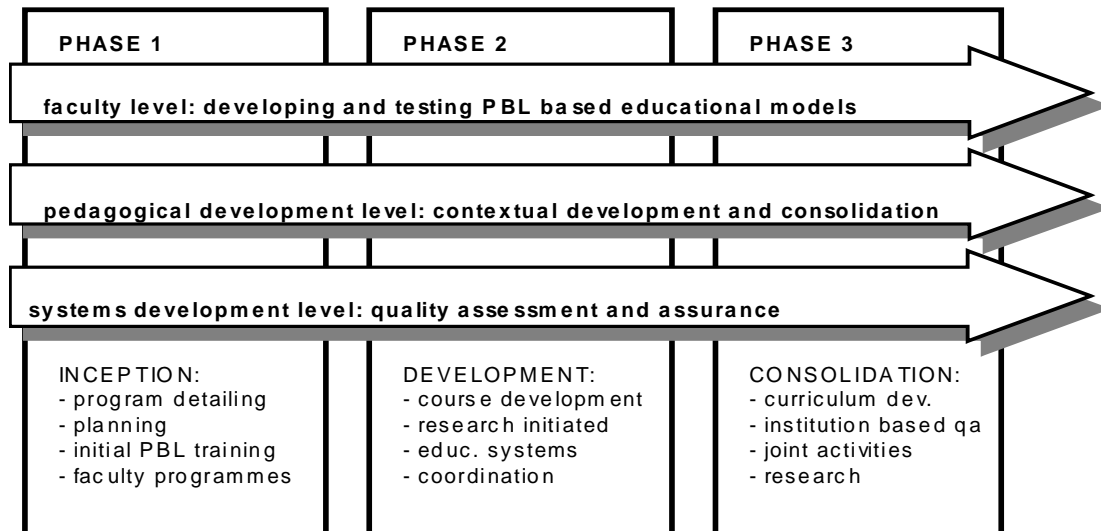 PHASE 1
PHASE 2
PHASE 3
faculty level: developing and testing PBL based educational models
pedagogical development level: contextual development and consolidation
systems development level: quality assessment and assurance
INCEPTION:
- program detailing
- planning
- initial PBL training
- faculty programmes
DEVELOPMENT:
- course development
- research initiated
- educ. systems
- coordination
CONSOLIDATION:
- curriculum dev.
- institution based qa
- joint activities
- research